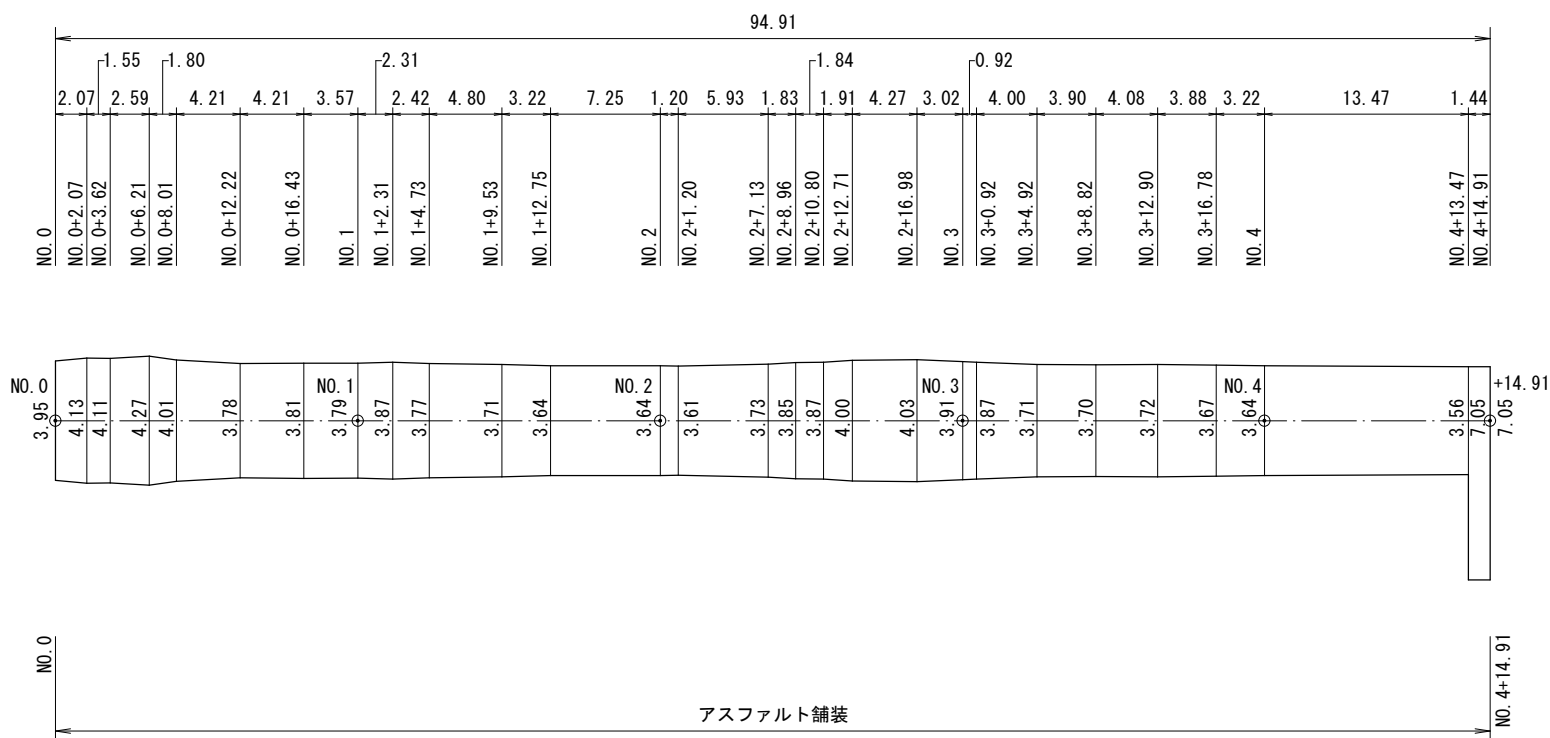 94.91
1.55
1.80
2.31
1.84
0.92
2.07
2.59
4.21
4.21
3.57
2.42
4.80
3.22
7.25
1.20
5.93
1.83
1.91
4.27
3.02
4.00
3.90
4.08
3.88
3.22
13.47
1.44
NO.0
NO.0+2.07
NO.0+3.62
NO.0+6.21
NO.0+8.01
NO.0+12.22
NO.0+16.43
NO.1
NO.1+2.31
NO.1+4.73
NO.1+9.53
NO.1+12.75
NO.2
NO.2+1.20
NO.2+7.13
NO.2+8.96
NO.2+10.80
NO.2+12.71
NO.2+16.98
NO.3
NO.3+0.92
NO.3+4.92
NO.3+8.82
NO.3+12.90
NO.3+16.78
NO.4
NO.4+13.47
NO.4+14.91
NO.0
NO.1
NO.2
NO.3
NO.4
+14.91
3.95
4.13
4.11
4.27
4.01
3.78
3.81
3.79
3.87
3.77
3.71
3.64
3.64
3.61
3.73
3.85
3.87
4.00
4.03
3.91
3.87
3.71
3.70
3.72
3.67
3.64
3.56
7.05
7.05
NO.0
アスファルト舗装
NO.4+14.91